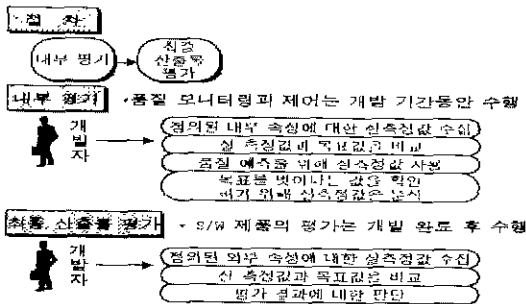 절 차
내부 평가
최종
산출물
평가
내부 평가
·품질 모니터링과 제어는 개발 기간동안 수행
개
발
자
정의된 내부 속성에 대한 실측정값 수집
실 측정값과 목표값을 비교
품질 예측을 위해 실측정값 사용
목표를 벗어나는 값을 확인
위해 실측정값은 분석
최종 산출물 평가
· S/W 제품의 평가는 개발 완료 후 수행
개
발
자
정의된 외부 속성에 대한 실측정값 수집
실 측정값과 목표값을 비교
평가 결과에 대한 판단